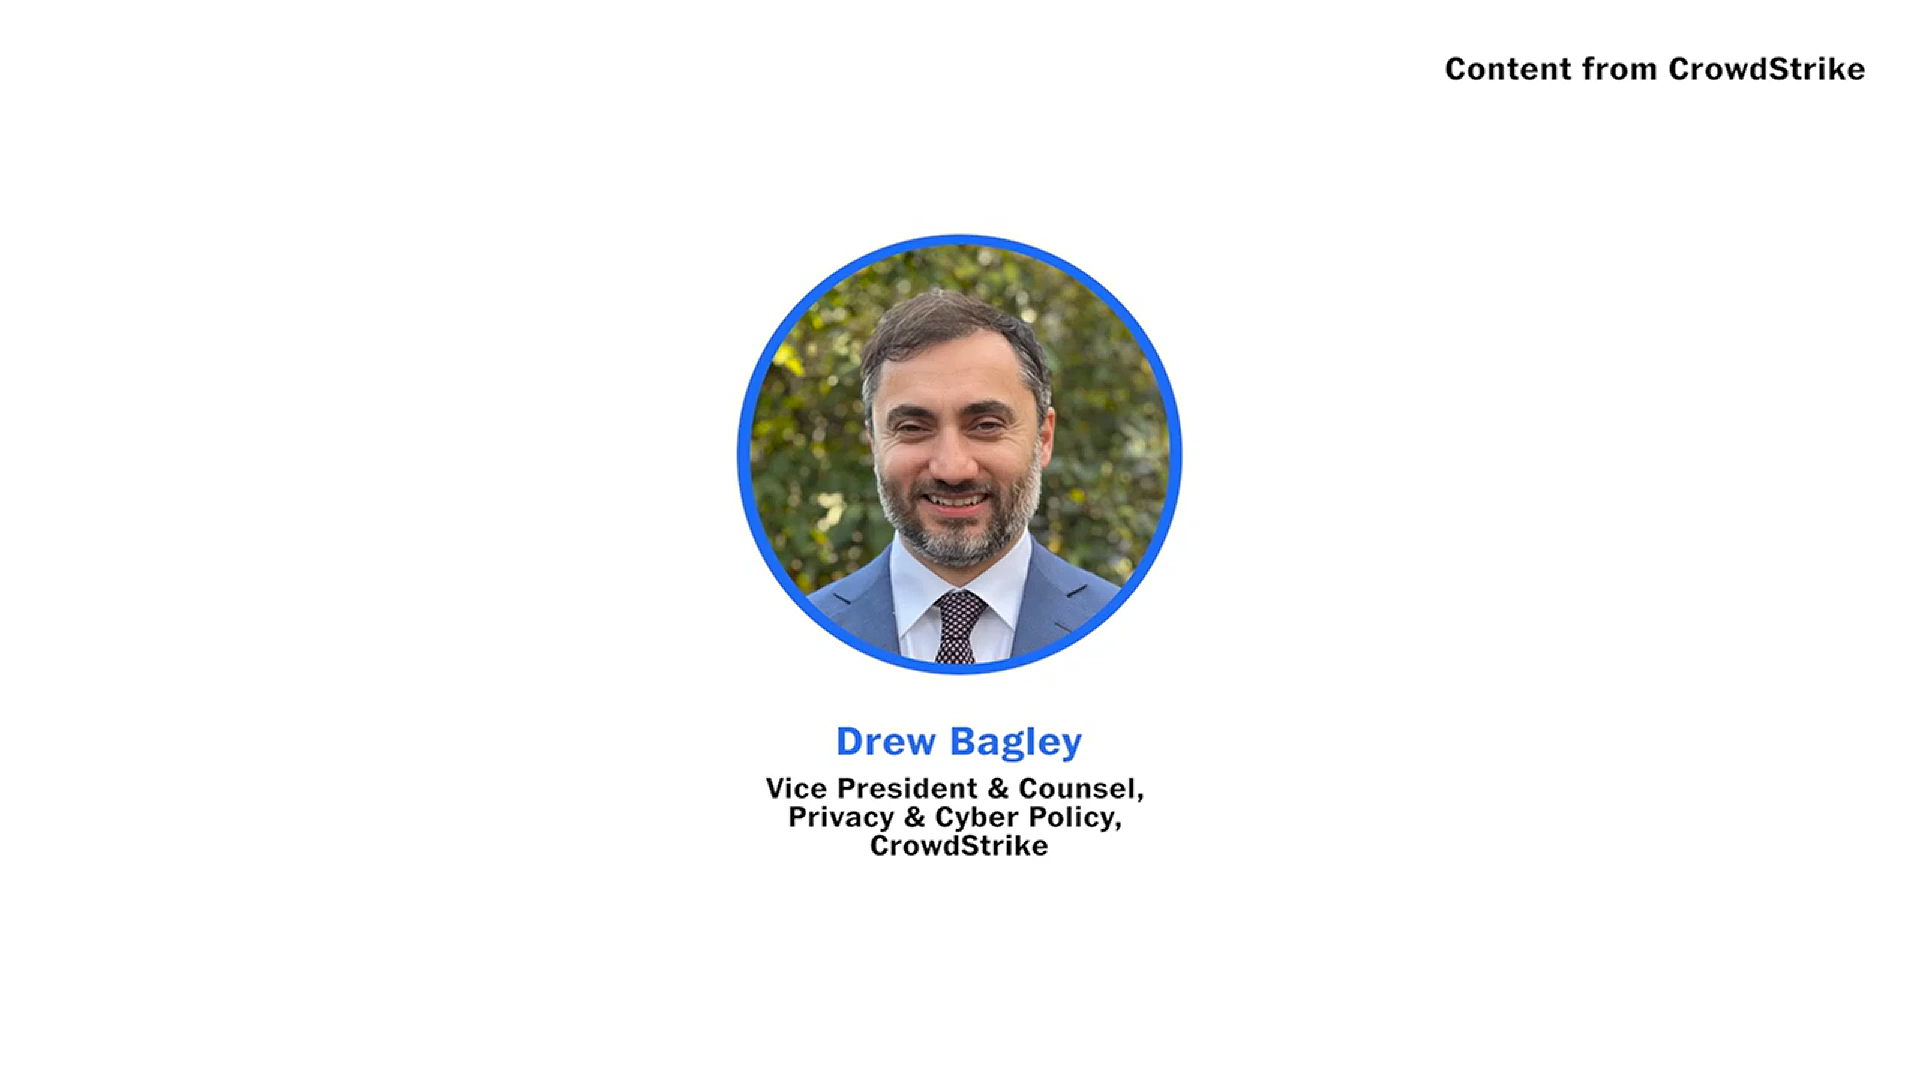 Content from CrowdStrike
Drew Bagley
Vice President & Counsel,
Privacy & Cyber Policy,
CrowdStrike